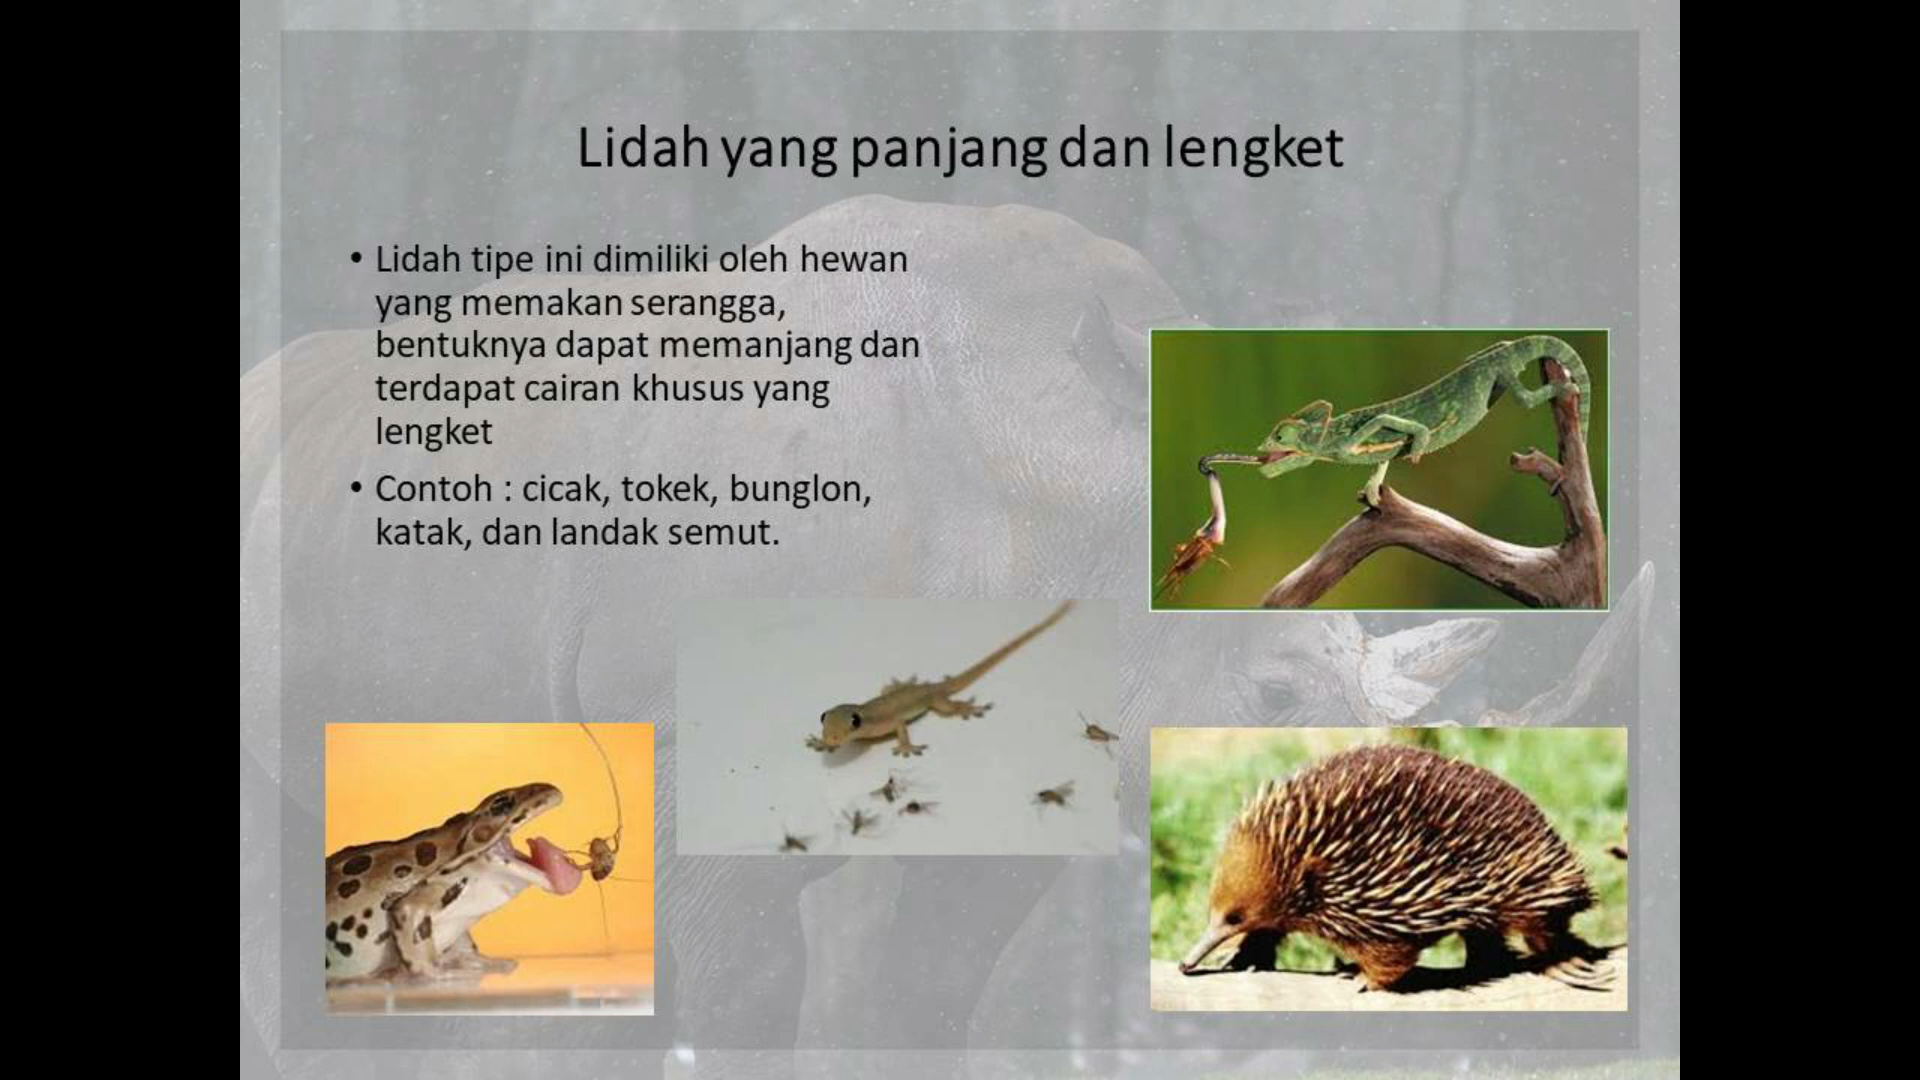 Lidah yang panjang dan lengket
• Lidah tipe ini dimiliki oleh hewan
yang memakan serangga,
bentuknya dapat memanjang dan
terdapat cairan khusus yang
lengket
• Contoh : cicak, tokek, bunglon,
katak, dan landak semut.